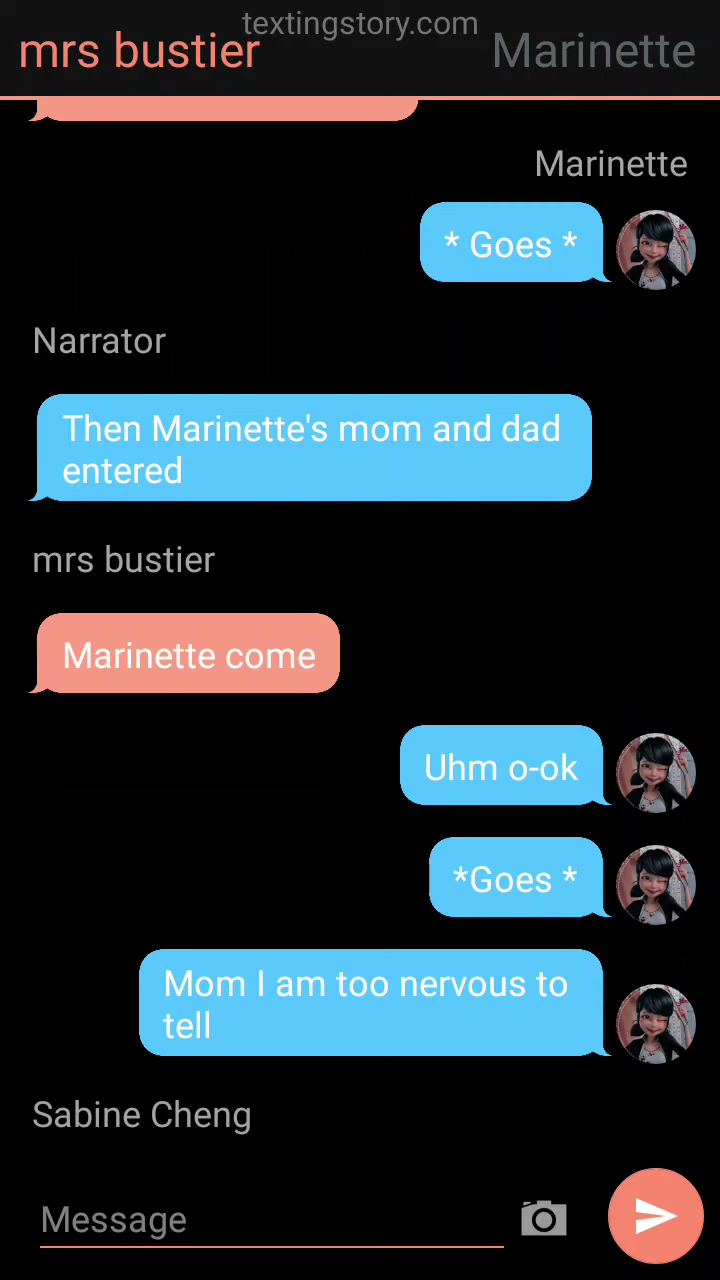 textingstory.com
mrs bustier
Marinette
Marinette
* Goes *
Narrator
Then Marinette's mom and dad
entered
mrs bustier
Marinette come
Uhm o-ok
*Goes *
Mom I am too nervous to
tell
Sabine Cheng
Message